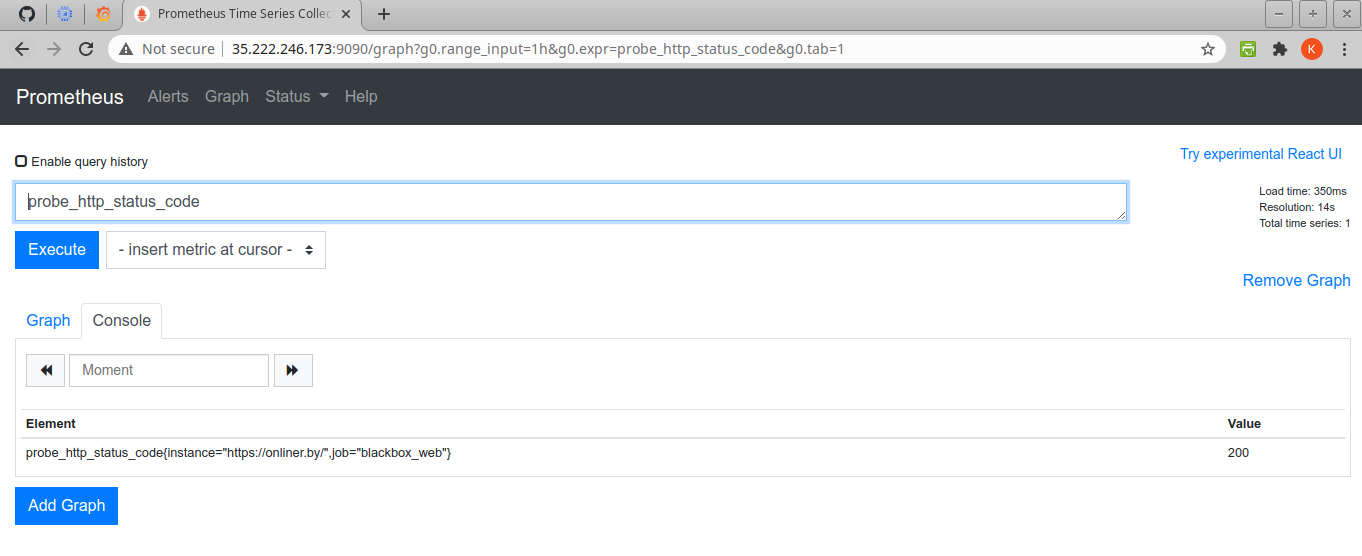 Prometheus Time Series Collec
Not secure 35.222.246.173:9090/graph?g0.range_input=1h&g0.expr=probe_http_status_code&g0.tab=1
K
Prometheus Alerts Graph Status Help
Enable query history
Try experimental React UI
probe_http_status_code
Load time: 350ms
Resolution: 14s
Total time series: 1
Execute - insert metric at cursor -
Remove Graph
Graph Console
Moment
Element Value
probe_http_status_code{instance="https://onliner.by/",job="blackbox_web"} 200
Add Graph